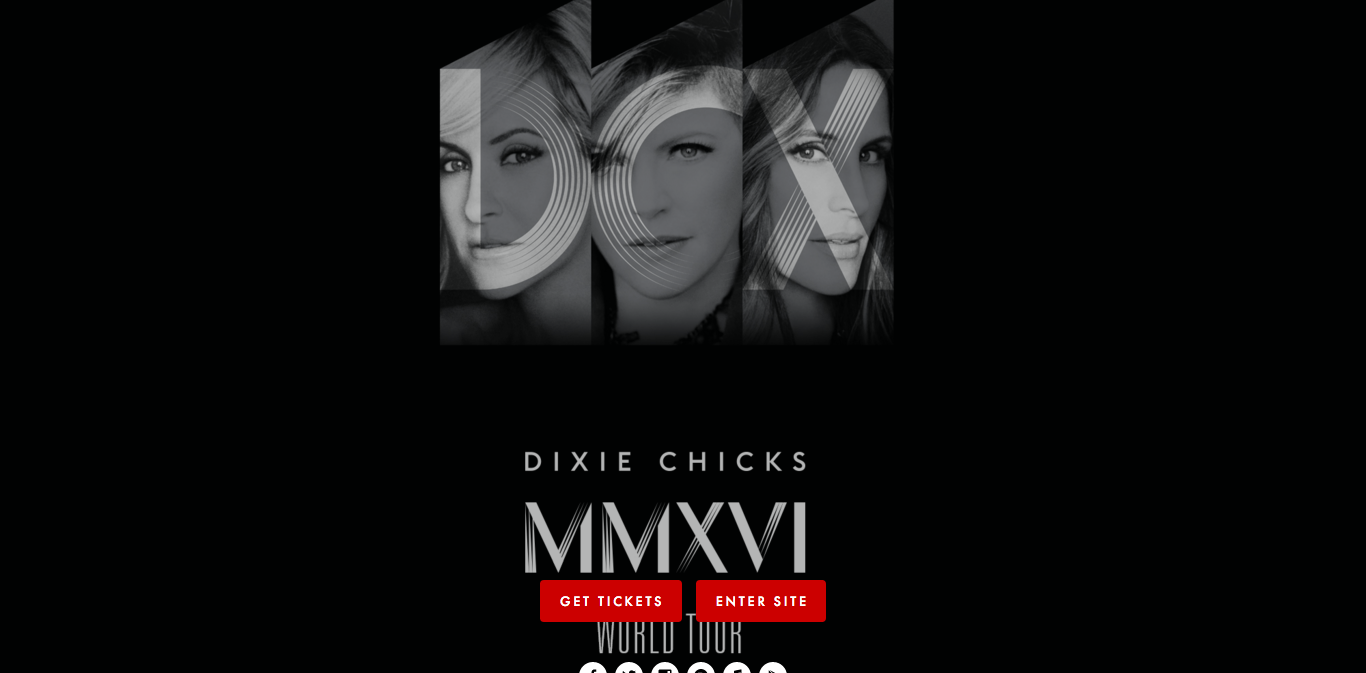 DCX
DIXIE CHICKS
MMXVI
GET TICKETS
ENTER SITE
WORLD TOUR